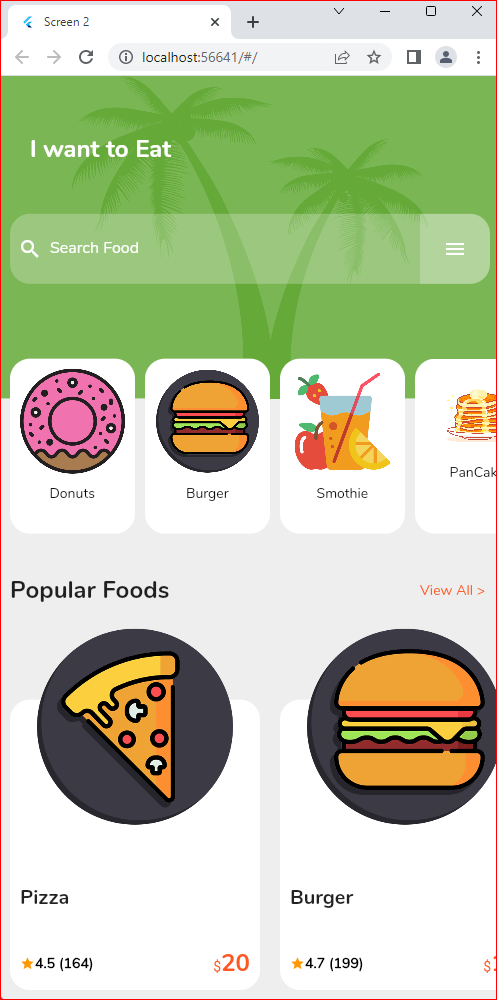 Screen 2
localhost:56641/#/
I want to Eat
Search Food
Donuts
Burger
Smothie
PanCak
Popular Foods
View All >
Pizza
Burger
4.5 (164)
$20
4.7 (199)
$